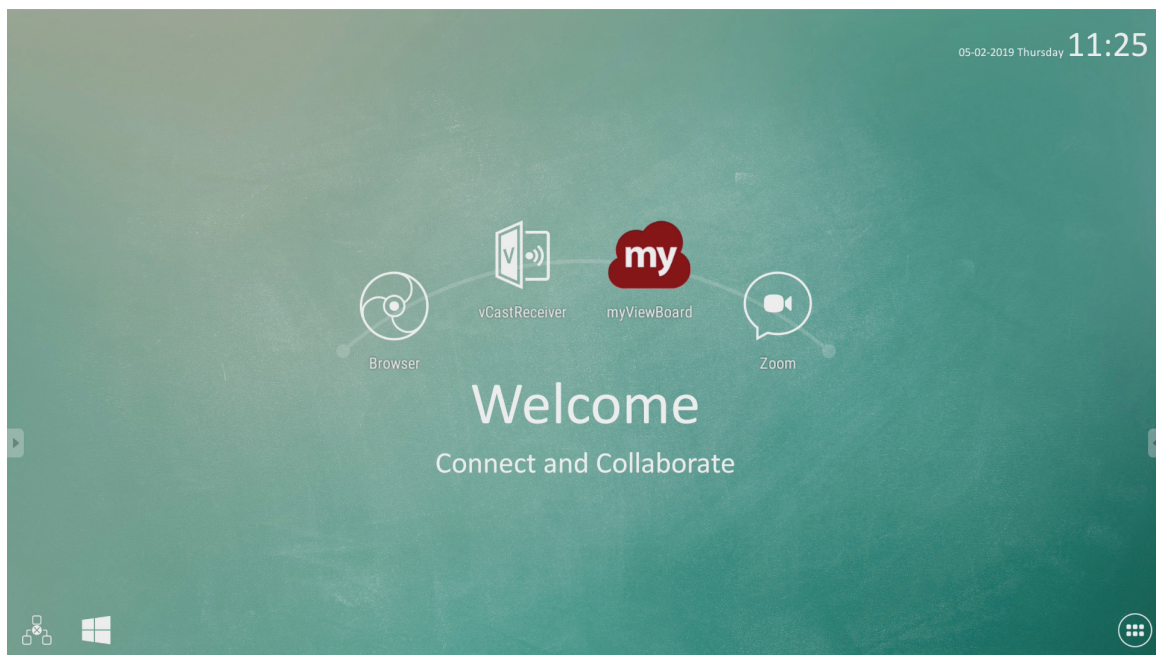 05-02-2019 Thursday 11:25
V
my
vCastReceiver
myViewBoard
Browser
Zoom
Welcome
Connect and Collaborate